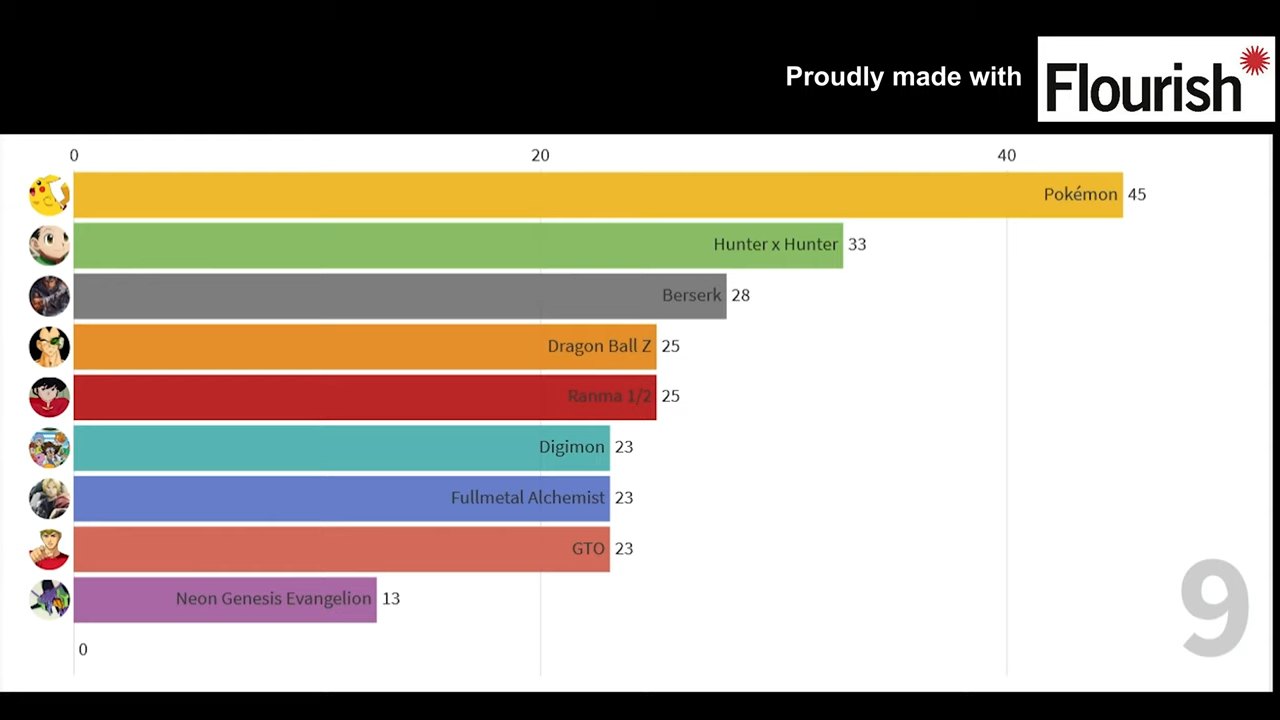 Proudly made with Flourish
0 20 40
Pokémon 45
Hunter x Hunter 33
Berserk 28
Dragon Ball Z 25
Ranma 1/2 25
Digimon 23
Fullmetal Alchemist 23
GTO 23
Neon Genesis Evangelion 13
0
9